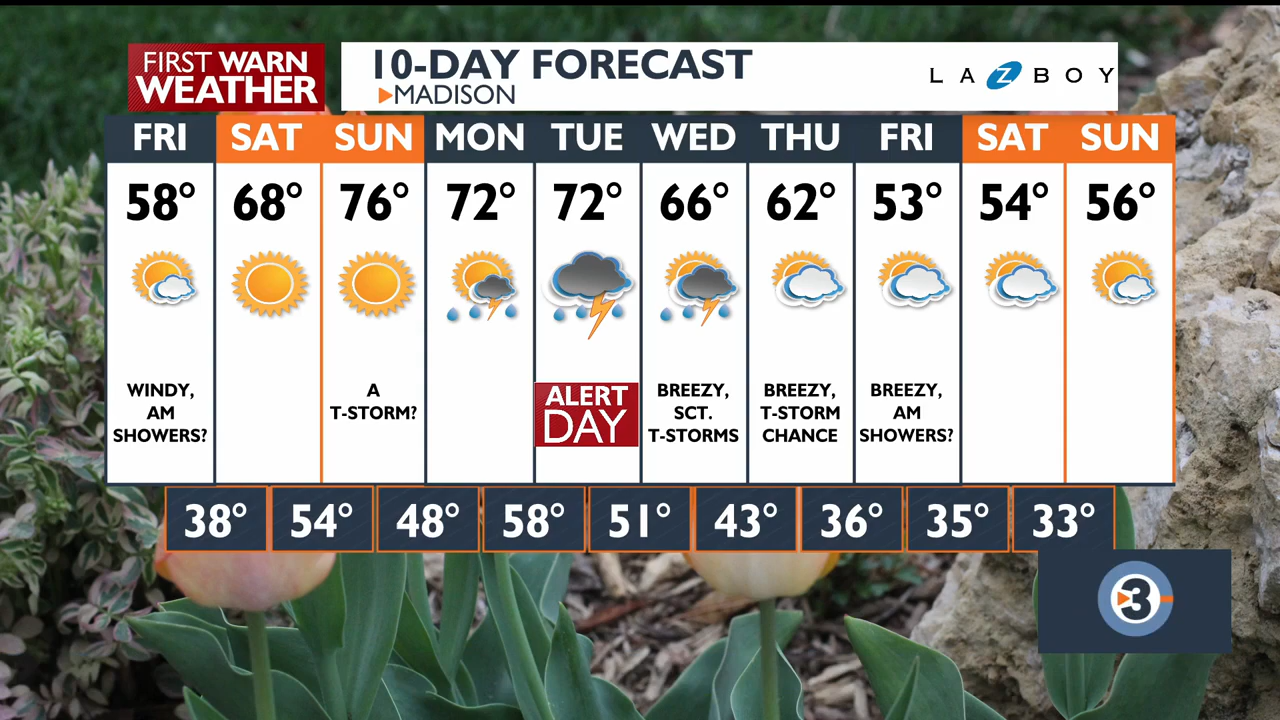 FIRST WARN
WEATHER
10-DAY FORECAST
MADISON
LA Z BOY
FRI SAT SUN MON TUE WED THU FRI SAT SUN
58° 68° 76° 72° 72° 66° 62° 53° 54° 56°
WINDY,
AM
SHOWERS?
A
T-STORM?
ALERT
DAY
BREEZY,
SCT.
T-STORMS
BREEZY,
T-STORM
CHANCE
BREEZY,
AM
SHOWERS?
38° 54° 48° 58° 51° 43° 36° 35° 33°
3